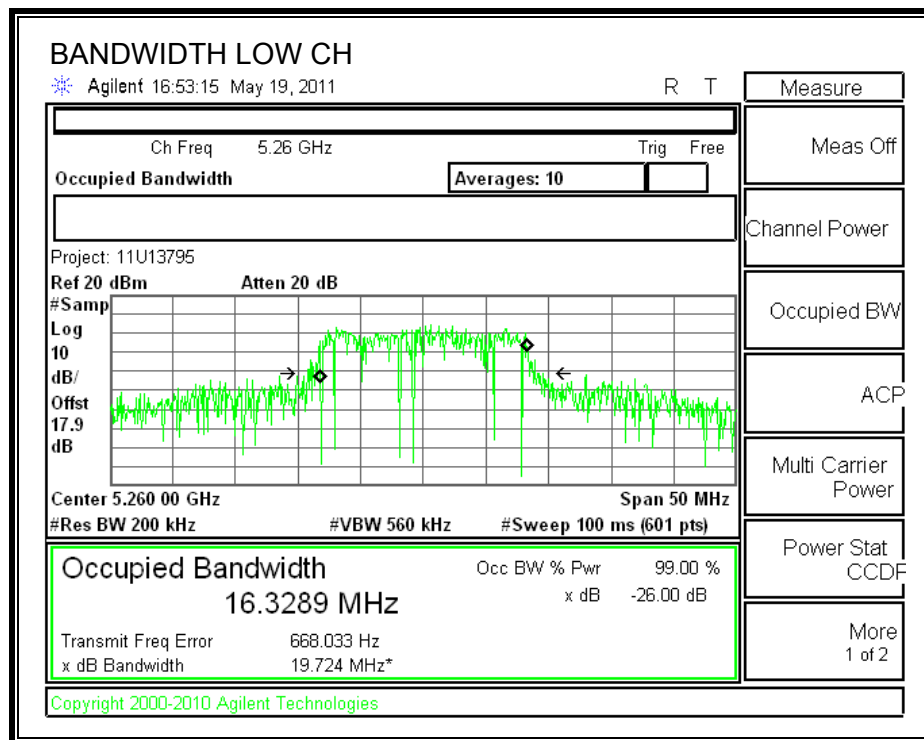 BANDWIDTH LOW CH
Agilent 16:53:15 May 19, 2011 R T
Measure
Ch Freq 5.26 GHz Trig Free
Meas Off
Occupied Bandwidth Averages: 10
Channel Power
Project: 11U13795
Ref 20 dBm Atten 20 dB
#Samp
Log
10
dB/
Offst
17.9
dB
Occupied BW
ACP
Multi Carrier
Power
Center 5.260 00 GHz Span 50 MHz
#Res BW 200 kHz #VBW 560 kHz #Sweep 100 ms (601 pts)
Power Stat
CCDF
Occupied Bandwidth Occ BW % Pwr 99.00 %
16.3289 MHz x dB -26.00 dB
Transmit Freq Error 668.033 Hz
x dB Bandwidth 19.724 MHz*
More
1 of 2
Copyright 2000-2010 Agilent Technologies